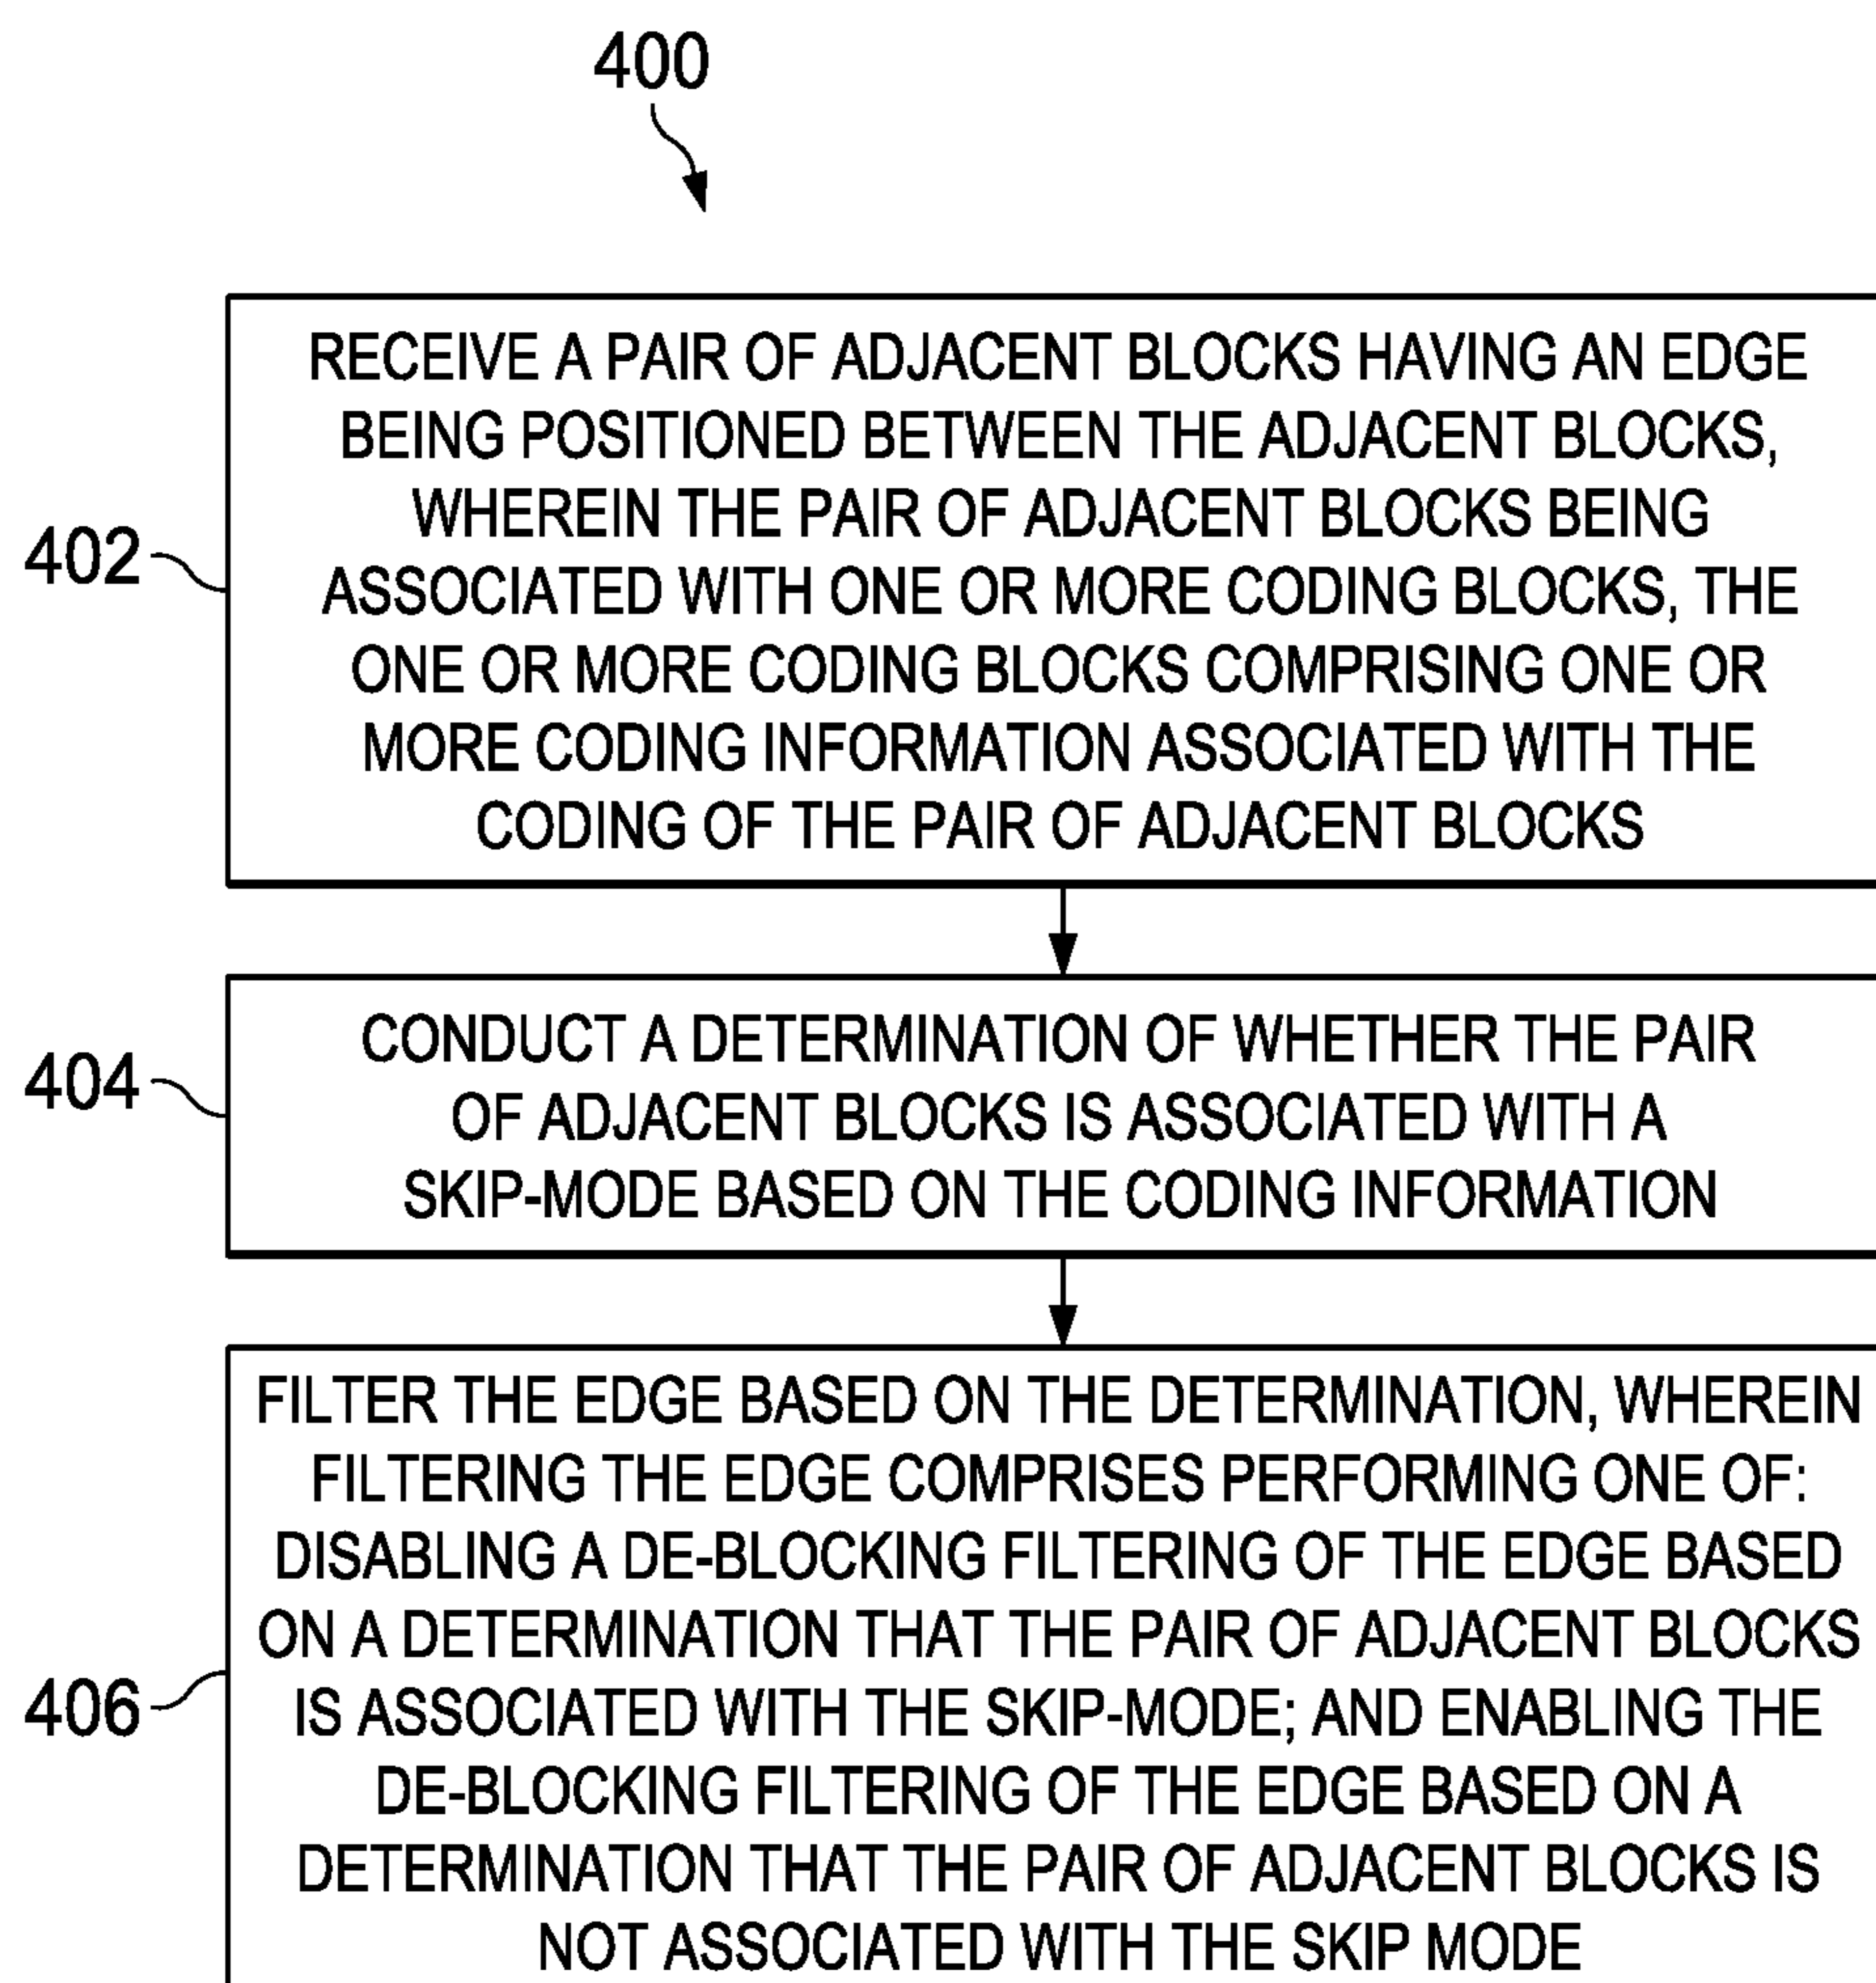 400
402
RECEIVE A PAIR OF ADJACENT BLOCKS HAVING AN EDGE
BEING POSITIONED BETWEEN THE ADJACENT BLOCKS,
WHEREIN THE PAIR OF ADJACENT BLOCKS BEING
ASSOCIATED WITH ONE OR MORE CODING BLOCKS, THE
ONE OR MORE CODING BLOCKS COMPRISING ONE OR
MORE CODING INFORMATION ASSOCIATED WITH THE
CODING OF THE PAIR OF ADJACENT BLOCKS
404
CONDUCT A DETERMINATION OF WHETHER THE PAIR
OF ADJACENT BLOCKS IS ASSOCIATED WITH A
SKIP-MODE BASED ON THE CODING INFORMATION
406
FILTER THE EDGE BASED ON THE DETERMINATION, WHEREIN
FILTERING THE EDGE COMPRISES PERFORMING ONE OF:
DISABLING A DE-BLOCKING FILTERING OF THE EDGE BASED
ON A DETERMINATION THAT THE PAIR OF ADJACENT BLOCKS
IS ASSOCIATED WITH THE SKIP-MODE; AND ENABLING THE
DE-BLOCKING FILTERING OF THE EDGE BASED ON A
DETERMINATION THAT THE PAIR OF ADJACENT BLOCKS IS
NOT ASSOCIATED WITH THE SKIP MODE